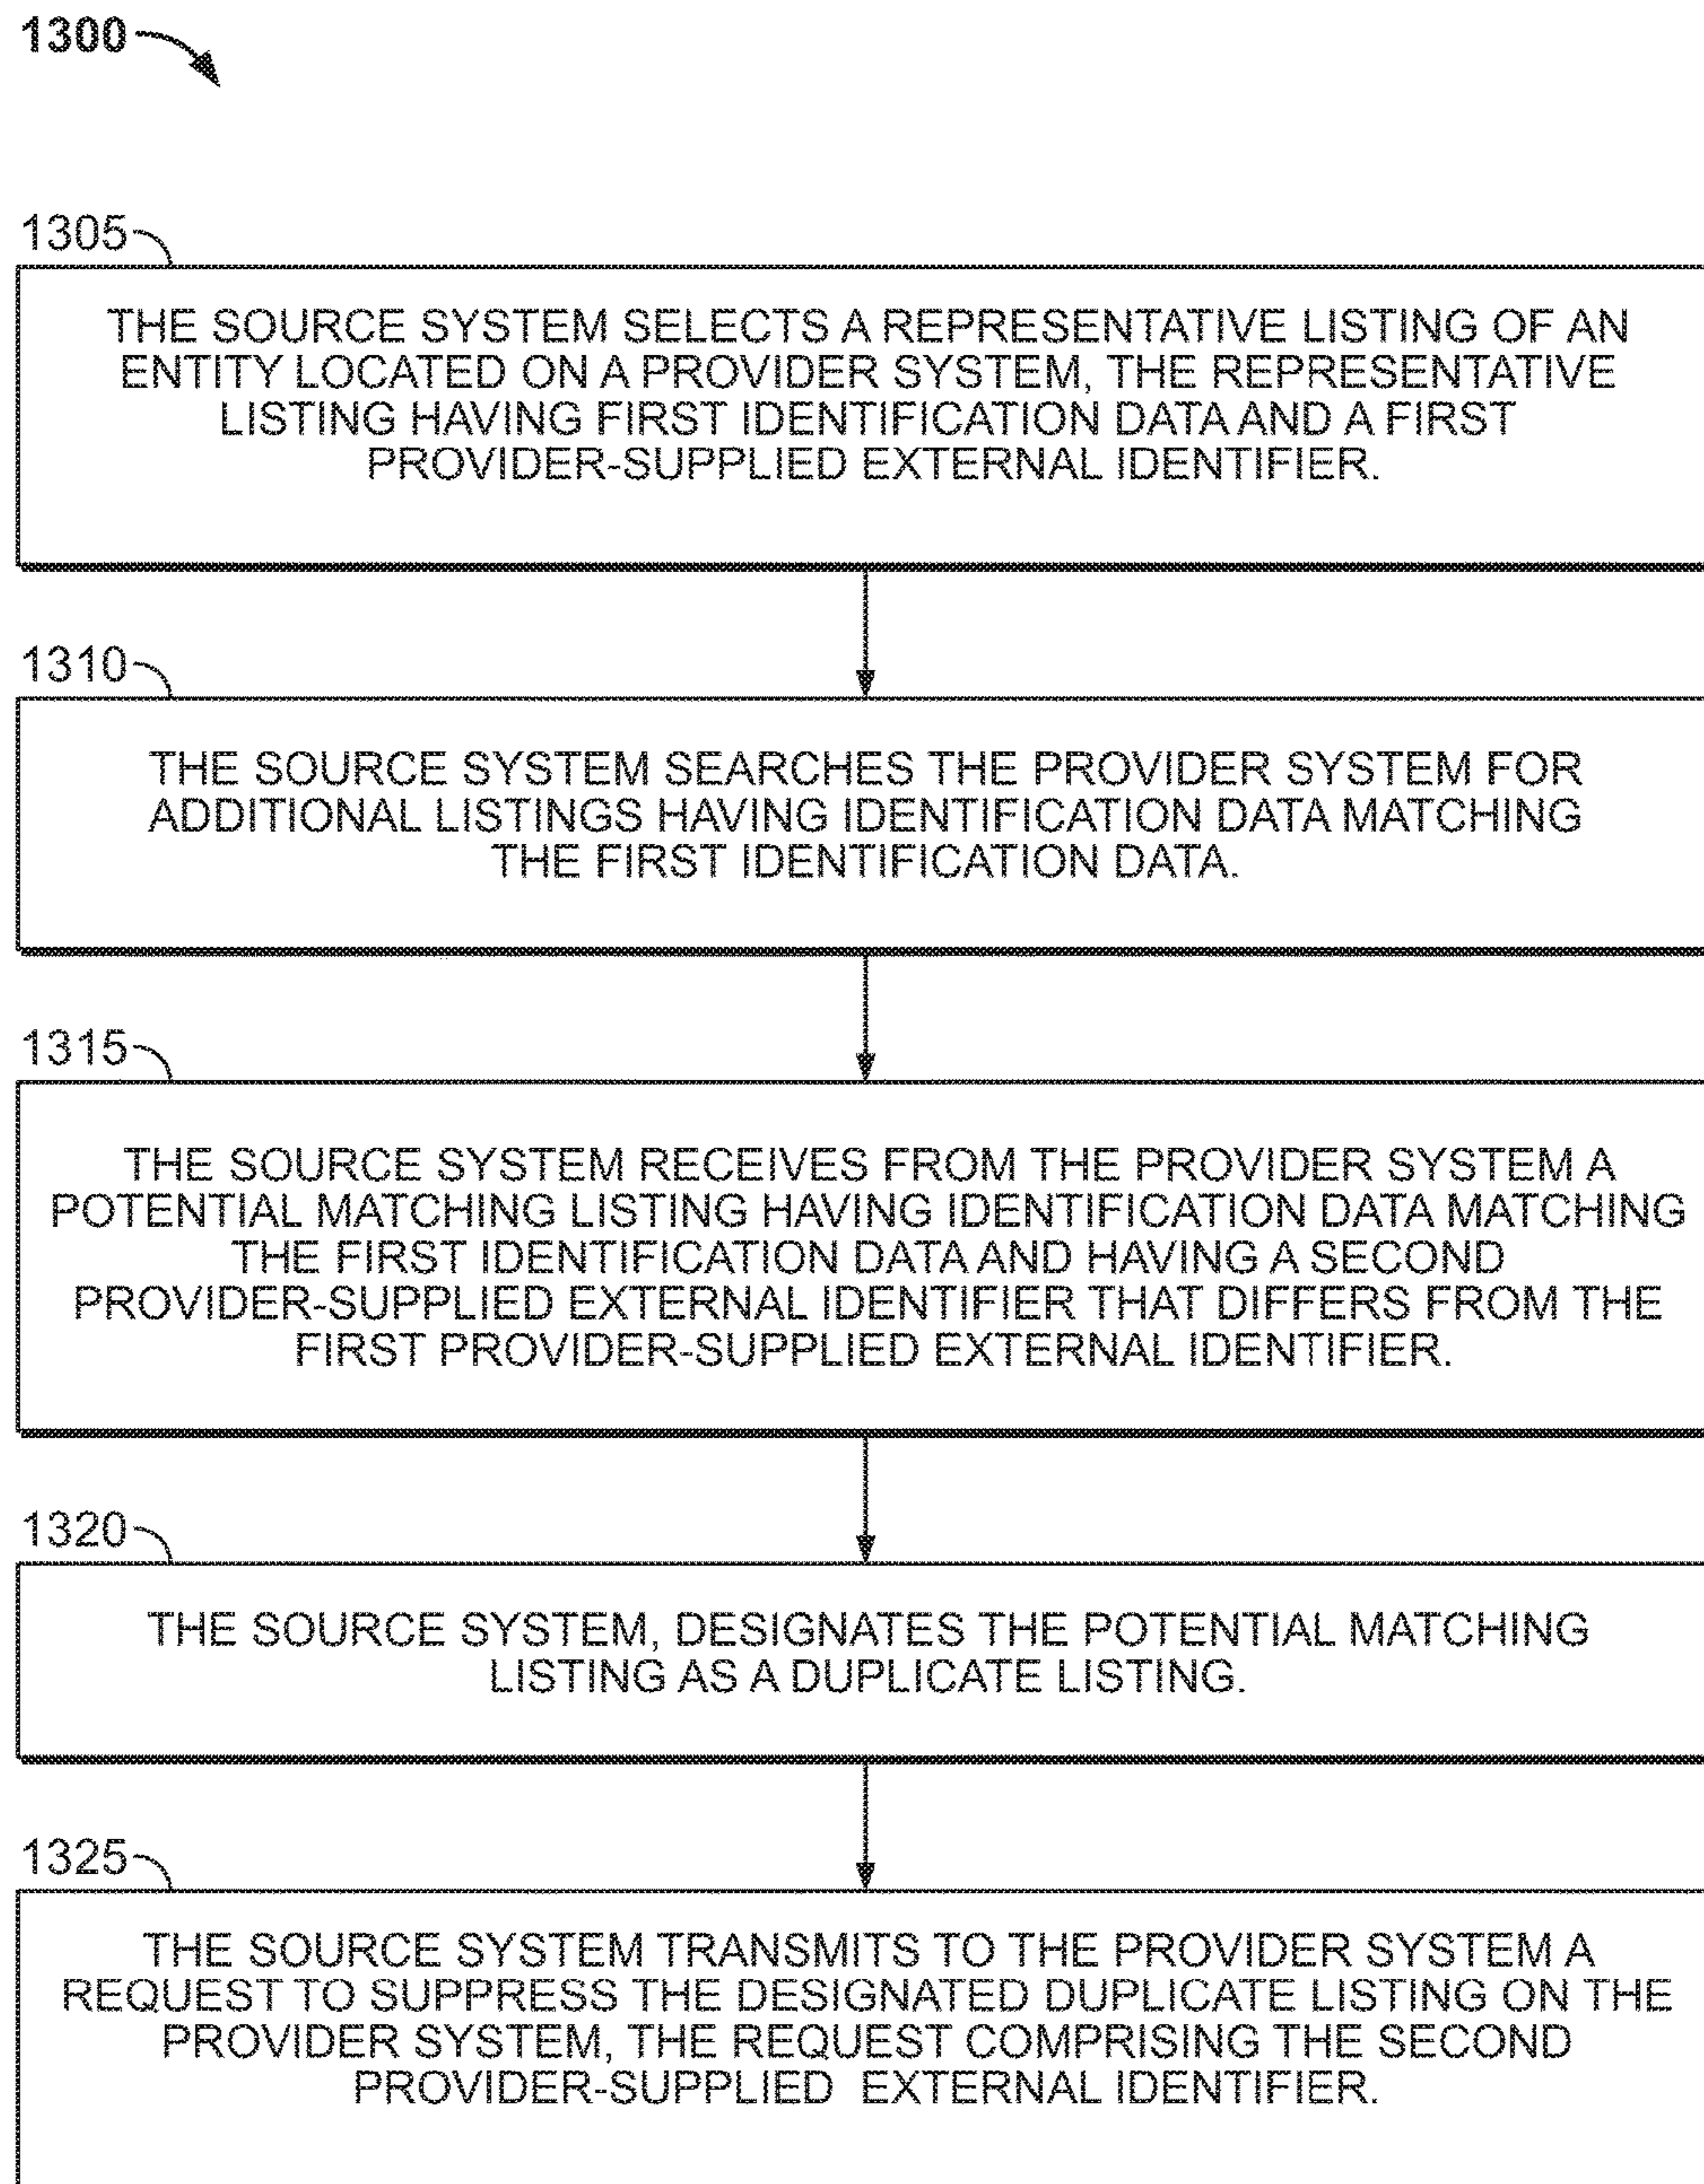 1300
1305
THE SOURCE SYSTEM SELECTS A REPRESENTATIVE LISTING OF AN
ENTITY LOCATED ON A PROVIDER SYSTEM, THE REPRESENTATIVE
LISTING HAVING FIRST IDENTIFICATION DATA AND A FIRST
PROVIDER-SUPPLIED EXTERNAL IDENTIFIER.
1310
THE SOURCE SYSTEM SEARCHES THE PROVIDER SYSTEM FOR
ADDITIONAL LISTINGS HAVING IDENTIFICATION DATA MATCHING
THE FIRST IDENTIFICATION DATA.
1315
THE SOURCE SYSTEM RECEIVES FROM THE PROVIDER SYSTEM A
POTENTIAL MATCHING LISTING HAVING IDENTIFICATION DATA MATCHING
THE FIRST IDENTIFICATION DATA AND HAVING A SECOND
PROVIDER-SUPPLIED EXTERNAL IDENTIFIER THAT DIFFERS FROM THE
FIRST PROVIDER-SUPPLIED EXTERNAL IDENTIFIER.
1320
THE SOURCE SYSTEM, DESIGNATES THE POTENTIAL MATCHING
LISTING AS A DUPLICATE LISTING.
1325
THE SOURCE SYSTEM TRANSMITS TO THE PROVIDER SYSTEM A
REQUEST TO SUPPRESS THE DESIGNATED DUPLICATE LISTING ON THE
PROVIDER SYSTEM, THE REQUEST COMPRISING THE SECOND
PROVIDER-SUPPLIED EXTERNAL IDENTIFIER.